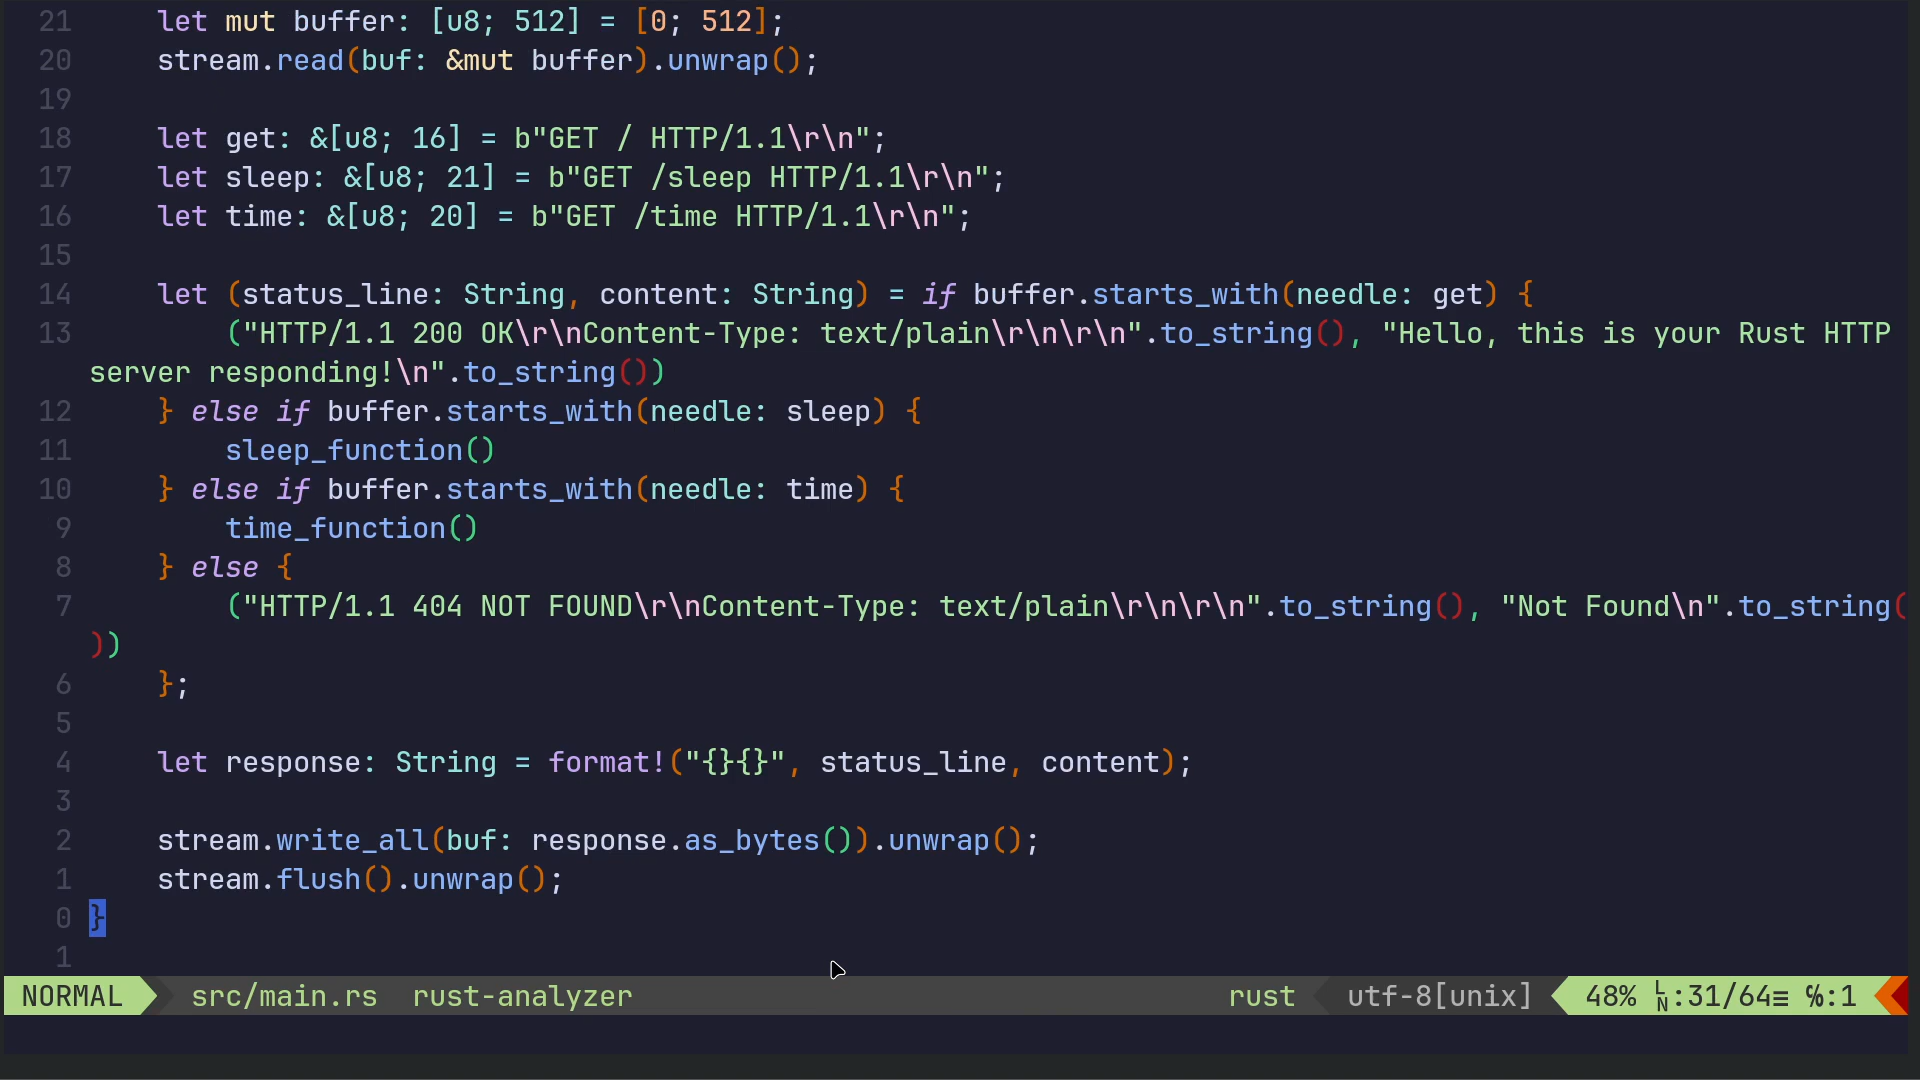 21     let mut buffer: [u8; 512] = [0; 512];
20     stream.read(buf: &mut buffer).unwrap();
19
18     let get: &[u8; 16] = b"GET / HTTP/1.1\r\n";
17     let sleep: &[u8; 21] = b"GET /sleep HTTP/1.1\r\n";
16     let time: &[u8; 20] = b"GET /time HTTP/1.1\r\n";
15
14     let (status_line: String, content: String) = if buffer.starts_with(needle: get) {
13         ("HTTP/1.1 200 OK\r\nContent-Type: text/plain\r\n\r\n".to_string(), "Hello, this is your Rust HTTP
server responding!\n".to_string())
12     } else if buffer.starts_with(needle: sleep) {
11         sleep_function()
10     } else if buffer.starts_with(needle: time) {
9         time_function()
8     } else {
7         ("HTTP/1.1 404 NOT FOUND\r\nContent-Type: text/plain\r\n\r\n".to_string(), "Not Found\n".to_string(
))
6     };
5
4     let response: String = format!("{}{}", status_line, content);
3
2     stream.write_all(buf: response.as_bytes()).unwrap();
1     stream.flush().unwrap();
0 }
1
NORMAL src/main.rs rust-analyzer rust utf-8[unix] 48% LN:31/64≡ ℅:1